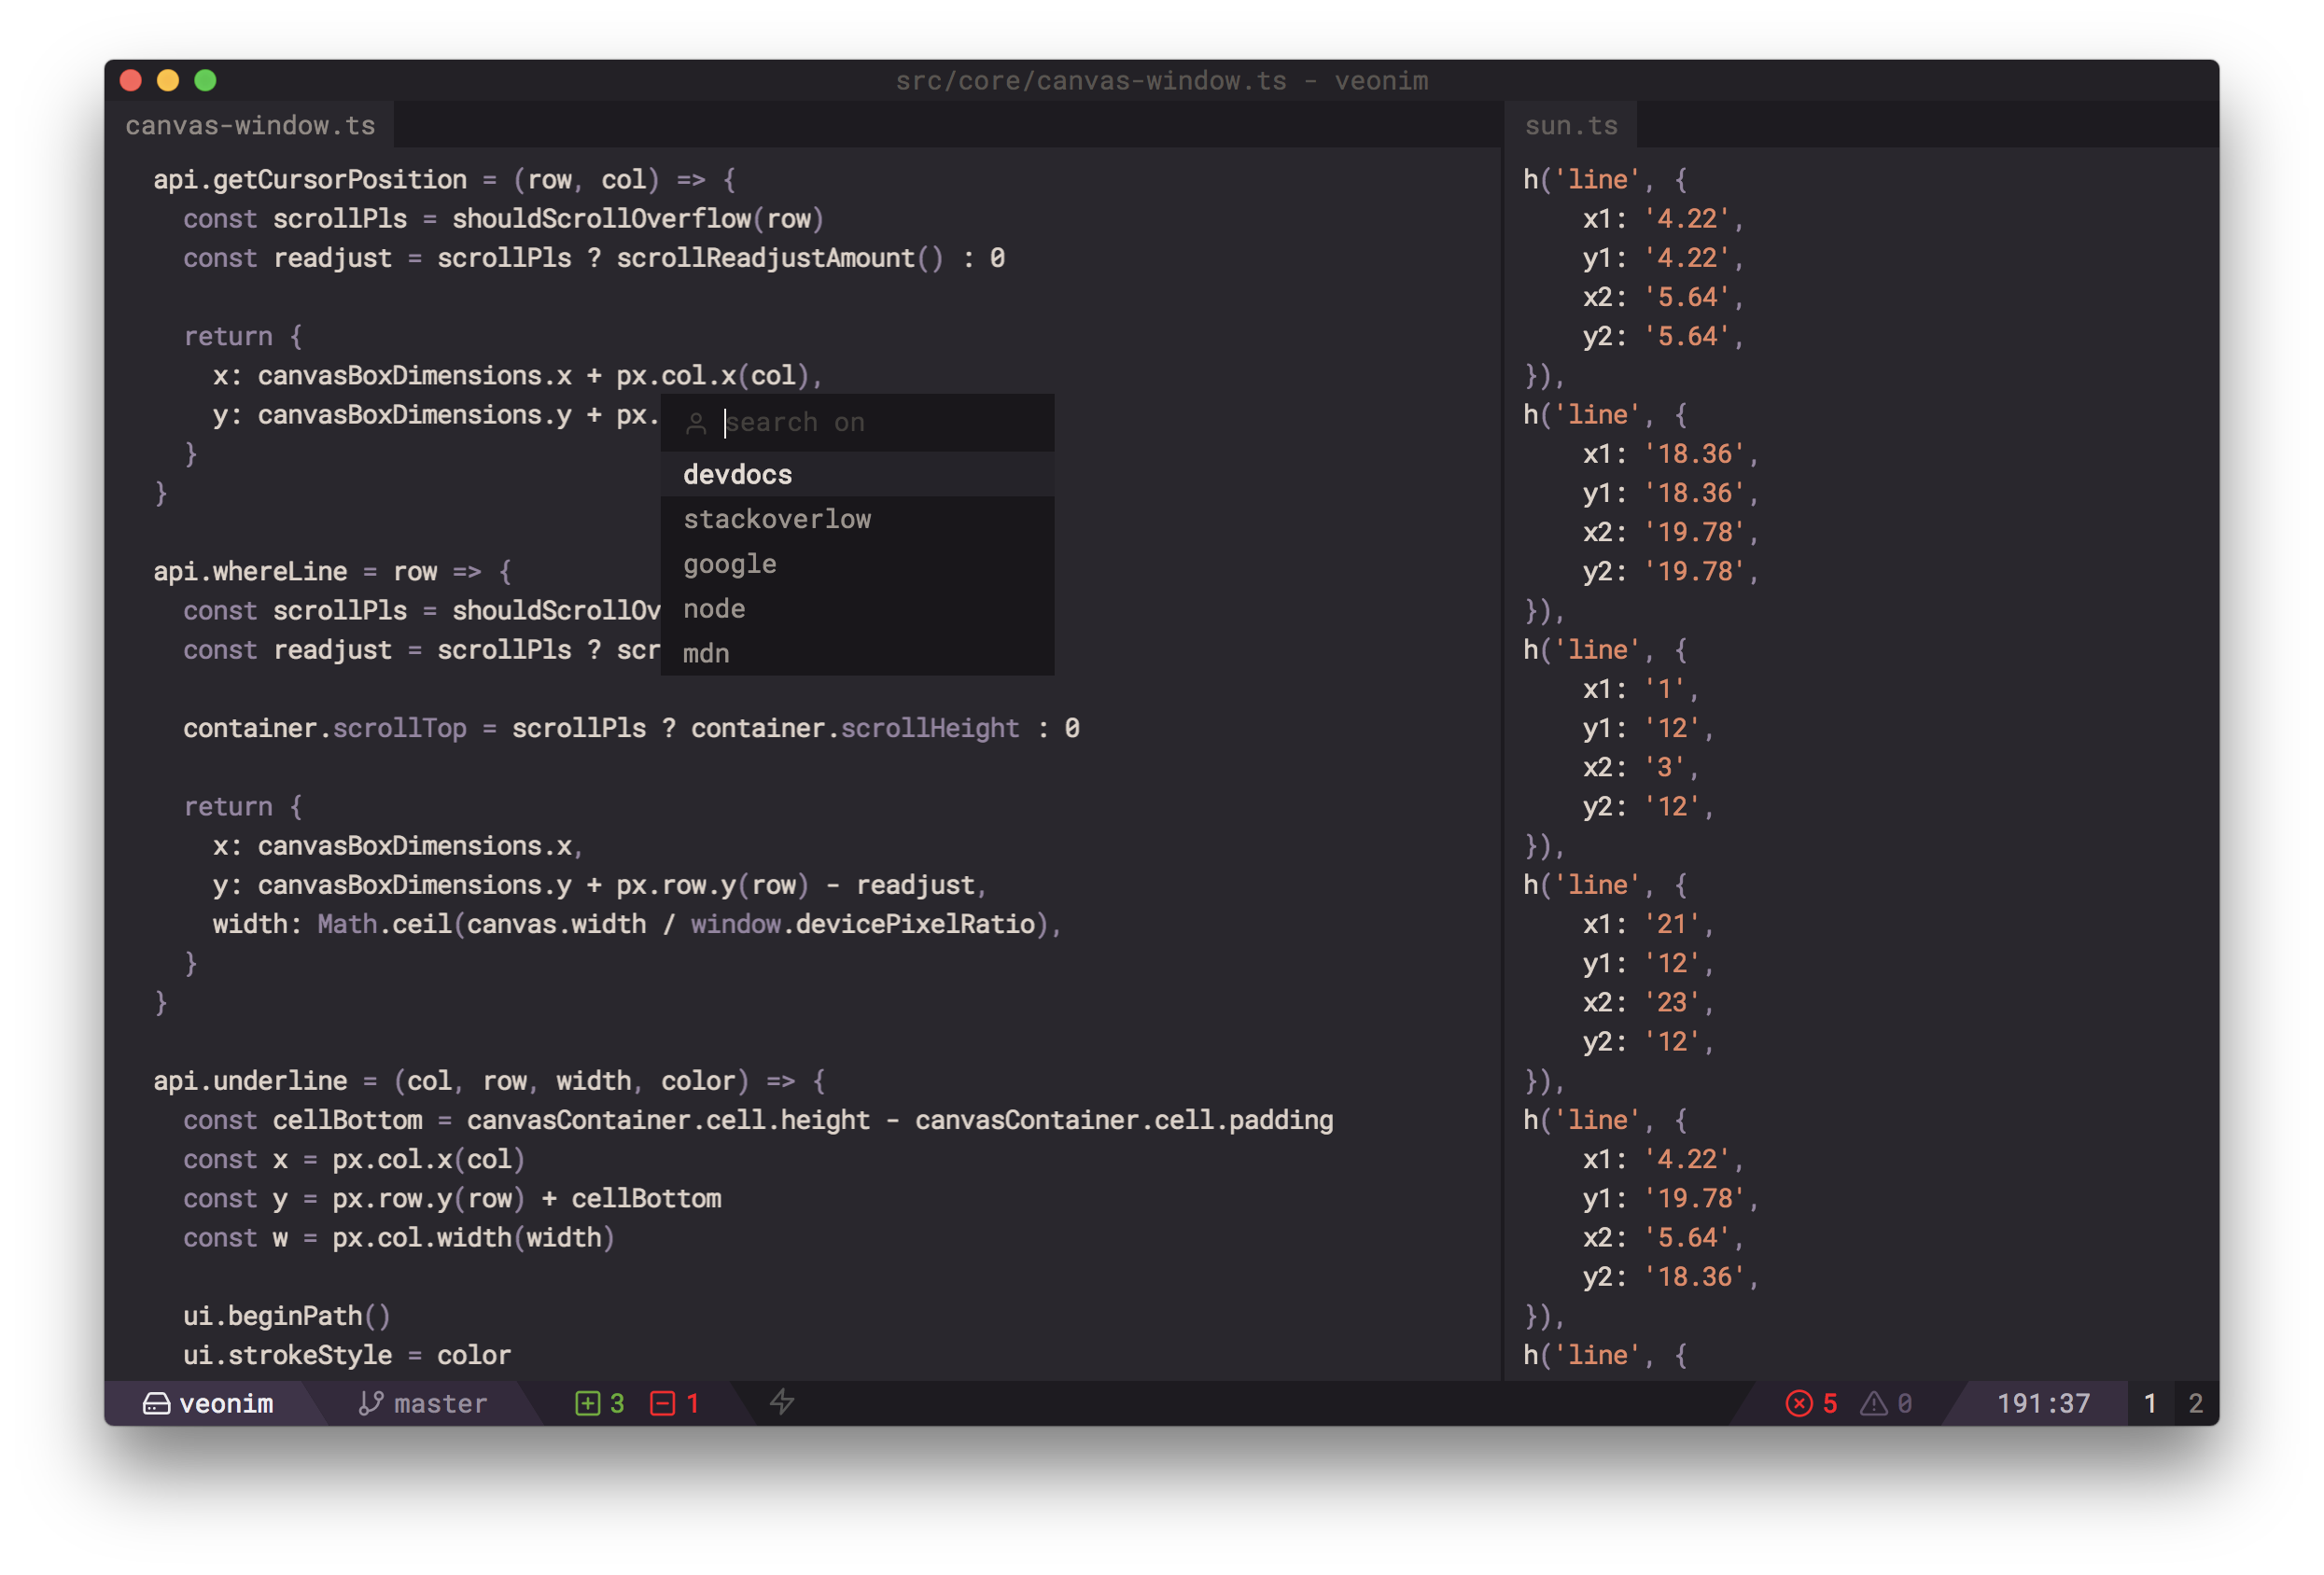 src/core/canvas-window.ts - veonim
canvas-window.ts
api.getCursorPosition = (row, col) => {
  const scrollPls = shouldScrollOverflow(row)
  const readjust = scrollPls ? scrollReadjustAmount() : 0
  return {
    x: canvasBoxDimensions.x + px.col.x(col),
    y: canvasBoxDimensions.y + px.
  }
}
api.whereLine = row => {
  const scrollPls = shouldScrollOv
  const readjust = scrollPls ? scr
  container.scrollTop = scrollPls ? container.scrollHeight : 0
  return {
    x: canvasBoxDimensions.x,
    y: canvasBoxDimensions.y + px.row.y(row) - readjust,
    width: Math.ceil(canvas.width / window.devicePixelRatio),
  }
}
api.underline = (col, row, width, color) => {
  const cellBottom = canvasContainer.cell.height - canvasContainer.cell.padding
  const x = px.col.x(col)
  const y = px.row.y(row) + cellBottom
  const w = px.col.width(width)
  ui.beginPath()
  ui.strokeStyle = color
search on
devdocs
stackoverlow
google
node
mdn
sun.ts
h('line', {
    x1: '4.22',
    y1: '4.22',
    x2: '5.64',
    y2: '5.64',
}),
h('line', {
    x1: '18.36',
    y1: '18.36',
    x2: '19.78',
    y2: '19.78',
}),
h('line', {
    x1: '1',
    y1: '12',
    x2: '3',
    y2: '12',
}),
h('line', {
    x1: '21',
    y1: '12',
    x2: '23',
    y2: '12',
}),
h('line', {
    x1: '4.22',
    y1: '19.78',
    x2: '5.64',
    y2: '18.36',
}),
h('line', {
veonim master 3 1 5 0 191:37 1 2